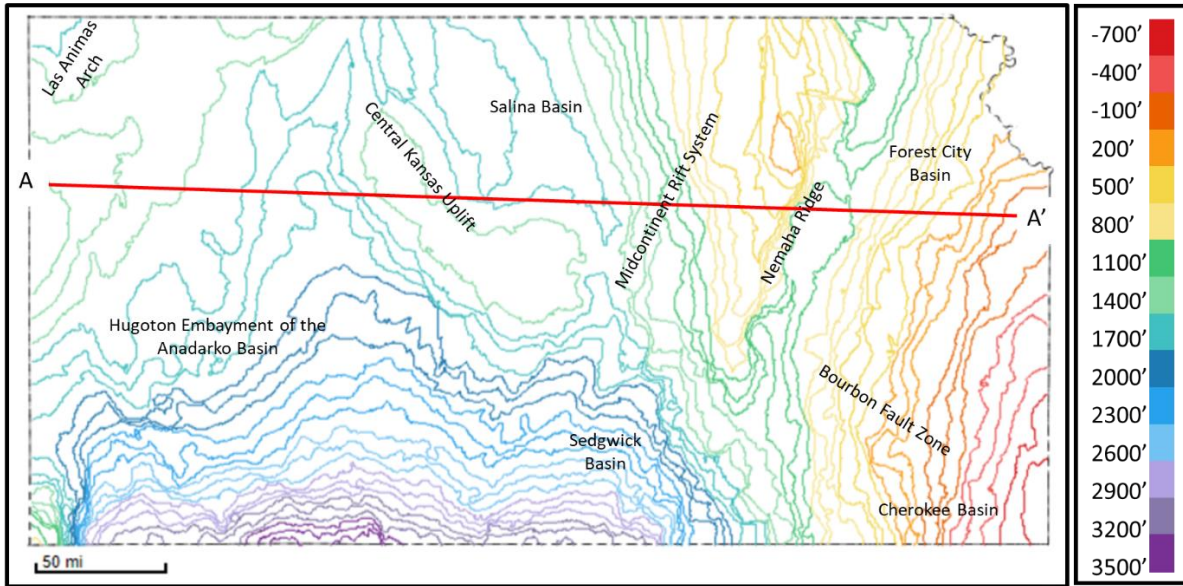 Las Animas
Arch
Salina Basin
Central Kansas Uplift
Midcontinent Rift System
Forest City
Basin
A
A'
Nemaha Ridge
Hugoton Embayment of the
Anadarko Basin
Bourbon Fault Zone
Sedgwick
Basin
Cherokee Basin
50 mi
-700'
-400'
-100'
200'
500'
800'
1100'
1400'
1700'
2000'
2300'
2600'
2900'
3200'
3500'